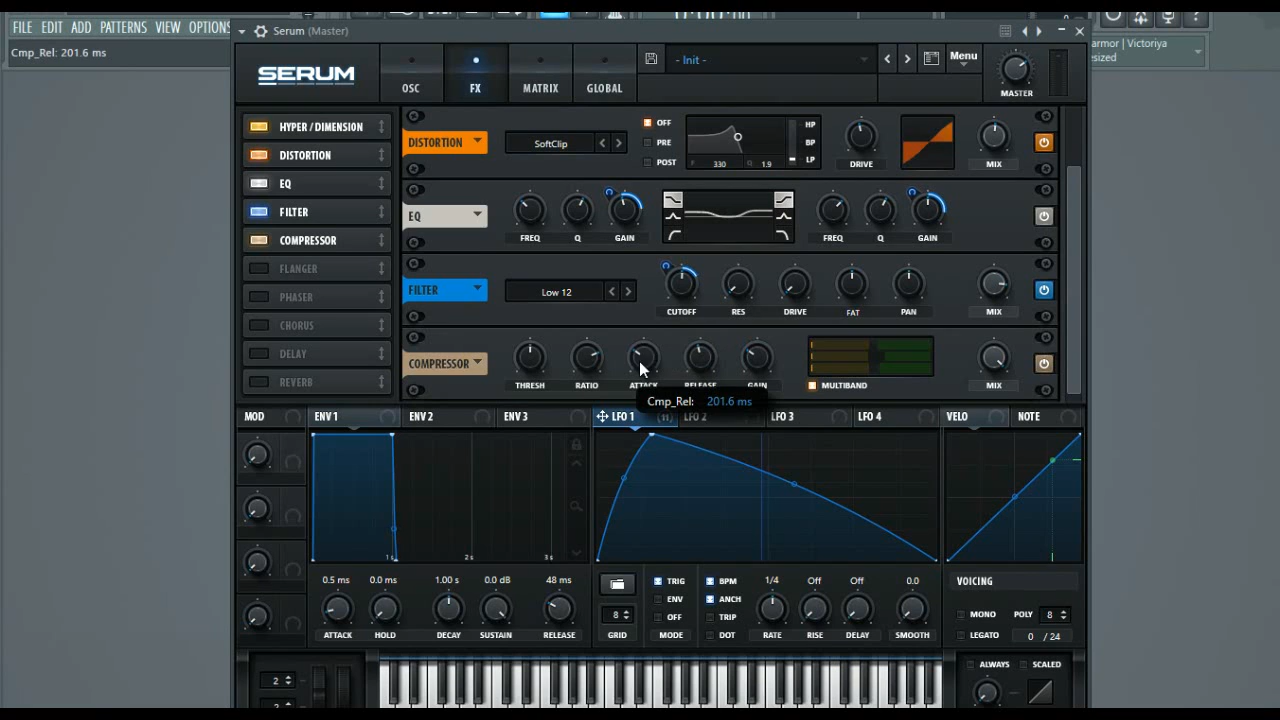 FILE EDIT ADD PATTERNS VIEW OPTIONS
Cmp_Rel: 201.6 ms
Serum (Master)
armor | Victoriya
esized
SERUM
OSC
FX
MATRIX
GLOBAL
- Init -
Menu
MASTER
HYPER / DIMENSION
DISTORTION
EQ
FILTER
COMPRESSOR
FLANGER
PHASER
CHORUS
DELAY
REVERB
DISTORTION
SoftClip
OFF
PRE
POST
F 330 Q 1.9
HP
BP
LP
DRIVE
MIX
EQ
FREQ Q GAIN
FREQ Q GAIN
FILTER
Low 12
CUTOFF RES DRIVE FAT PAN MIX
COMPRESSOR
THRESH RATIO ATTACK RELEASE GAIN
MULTIBAND
MIX
Cmp_Rel: 201.6 ms
MOD ENV 1 ENV 2 ENV 3 LFO 1 (11) LFO 2 LFO 3 LFO 4 VELO NOTE
1 s 2s 3s
0.5 ms 0.0 ms 1.00 s 0.0 dB 48 ms
ATTACK HOLD DECAY SUSTAIN RELEASE
8
GRID
TRIG
ENV
OFF
MODE
BPM
ANCH
TRIP
DOT
1/4 Off Off 0.0
RATE RISE DELAY SMOOTH
VOICING
MONO POLY 8
LEGATO 0 / 24
ALWAYS SCALED
2